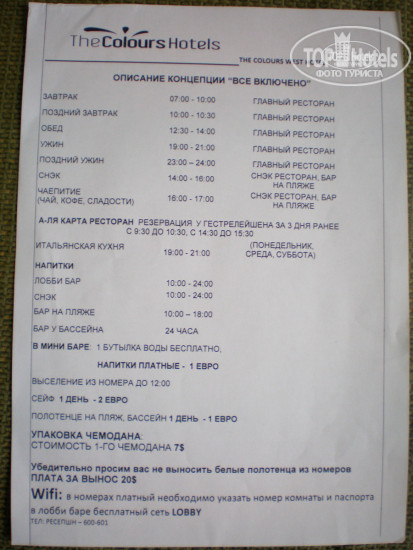 TheColoursHotels
THE COLOURS WEST HOTEL
TOPHotels
ФОТО ТУРИСТА
ОПИСАНИЕ КОНЦЕПЦИИ "ВСЕ ВКЛЮЧЕНО"
ЗАВТРАК 07:00 - 10:00 ГЛАВНЫЙ РЕСТОРАН
ПОЗДНИЙ ЗАВТРАК 10:00 - 10:30 ГЛАВНЫЙ РЕСТОРАН
ОБЕД 12:30 - 14:00 ГЛАВНЫЙ РЕСТОРАН
УЖИН 19:00 - 21:00 ГЛАВНЫЙ РЕСТОРАН
ПОЗДНИЙ УЖИН 23:00 – 24:00 ГЛАВНЫЙ РЕСТОРАН
СНЭК 14:00 - 16:00 СНЭК РЕСТОРАН, БАР
НА ПЛЯЖЕ
ЧАЕПИТИЕ 16:00 - 17:00 СНЭК РЕСТОРАН, БАР
(ЧАЙ, КОФЕ, СЛАДОСТИ) НА ПЛЯЖЕ
А-ЛЯ КАРТА РЕСТОРАН РЕЗЕРВАЦИЯ У ГЕСТРЕЛЕЙШЕНА ЗА 3 ДНЯ РАНЕЕ
С 9:30 ДО 10:30, С 14:30 ДО 15:30
ИТАЛЬЯНСКАЯ КУХНЯ 19:00 - 21:00 (ПОНЕДЕЛЬНИК,
СРЕДА, СУББОТА)
НАПИТКИ
ЛОББИ БАР 10:00 - 24:00
СНЭК 10:00 - 24:00
БАР НА ПЛЯЖЕ 10:00 – 18:00
БАР У БАССЕЙНА 24 ЧАСА
В МИНИ БАРЕ: 1 БУТЫЛКА ВОДЫ БЕСПЛАТНО,
НАПИТКИ ПЛАТНЫЕ - 1 ЕВРО
ВЫСЕЛЕНИЕ ИЗ НОМЕРА ДО 12:00
СЕЙФ 1 ДЕНЬ - 2 ЕВРО
ПОЛОТЕНЦЕ НА ПЛЯЖ, БАССЕЙН 1 ДЕНЬ - 1 ЕВРО
УПАКОВКА ЧЕМОДАНА:
СТОИМОСТЬ 1-ГО ЧЕМОДАНА 7$
Убедительно просим вас не выносить белые полотенца из номеров
ПЛАТА ЗА ВЫНОС 20$
Wifi: в номерах платный необходимо указать номер комнаты и паспорта
в лобби баре бесплатный сеть LOBBY
ТЕЛ: РЕСЕПШН – 600-601